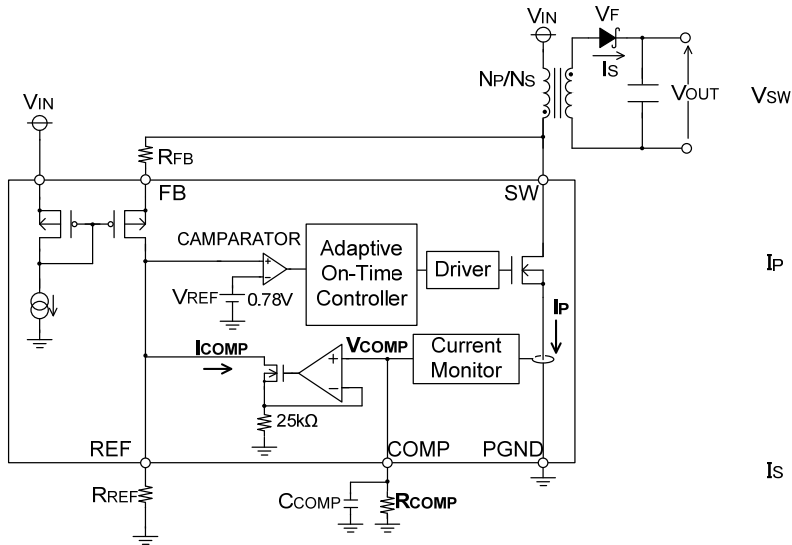 VIN
VF
NP/NS
IS
VOUT
VSW
VIN
RFB
FB
SW
CAMPARATOR
Adaptive
On-Time
Controller
Driver
VREF
0.78V
IP
IP
ICOMP
VCOMP
Current
Monitor
25kΩ
REF
COMP
PGND
IS
RREF
CCOMP
RCOMP